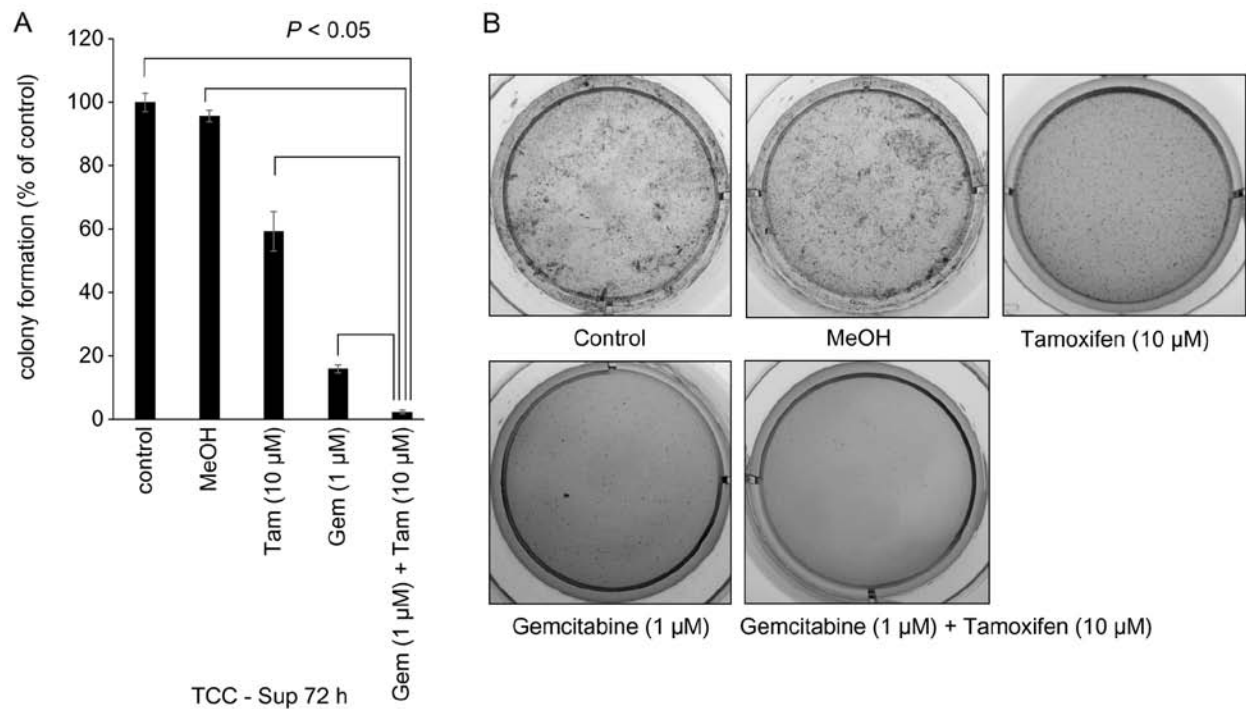 A
P < 0.05
colony formation (% of control)
120
100
80
60
40
20
0
control
MeOH
Tam (10 µM)
Gem (1 µM)
Gem (1 µM) + Tam (10 µM)
TCC - Sup 72 h
B
Control
MeOH
Tamoxifen (10 µM)
Gemcitabine (1 µM)
Gemcitabine (1 µM) + Tamoxifen (10 µM)